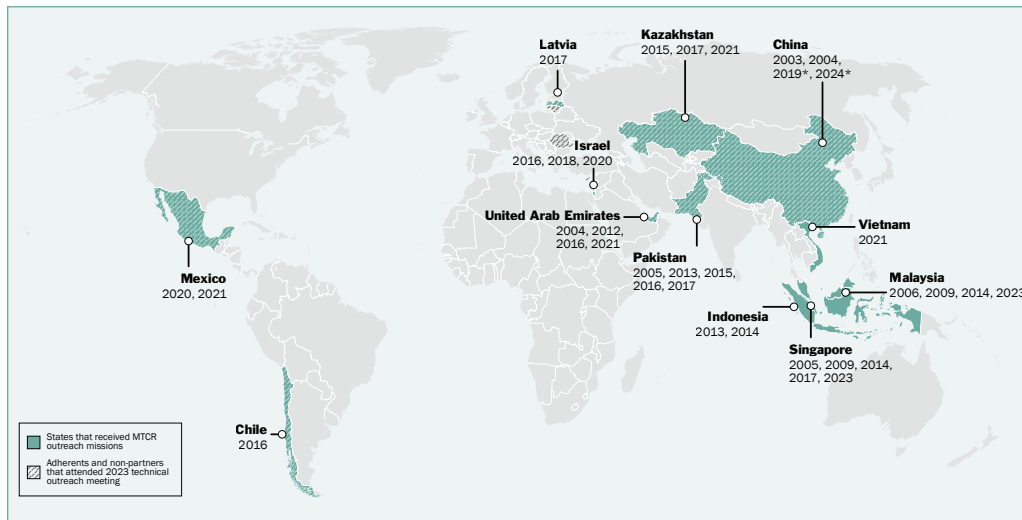 Latvia
2017
Kazakhstan
2015, 2017, 2021
China
2003, 2004,
2019*, 2024*
Israel
2016, 2018, 2020
United Arab Emirates
2004, 2012,
2016, 2021
Pakistan
2005, 2013, 2015,
2016, 2017
Vietnam
2021
Malaysia
2006, 2009, 2014, 2023
Indonesia
2013, 2014
Singapore
2005, 2009, 2014,
2017, 2023
Mexico
2020, 2021
Chile
2016
States that received MTCR
outreach missions
Adherents and non-partners
that attended 2023 technical
outreach meeting